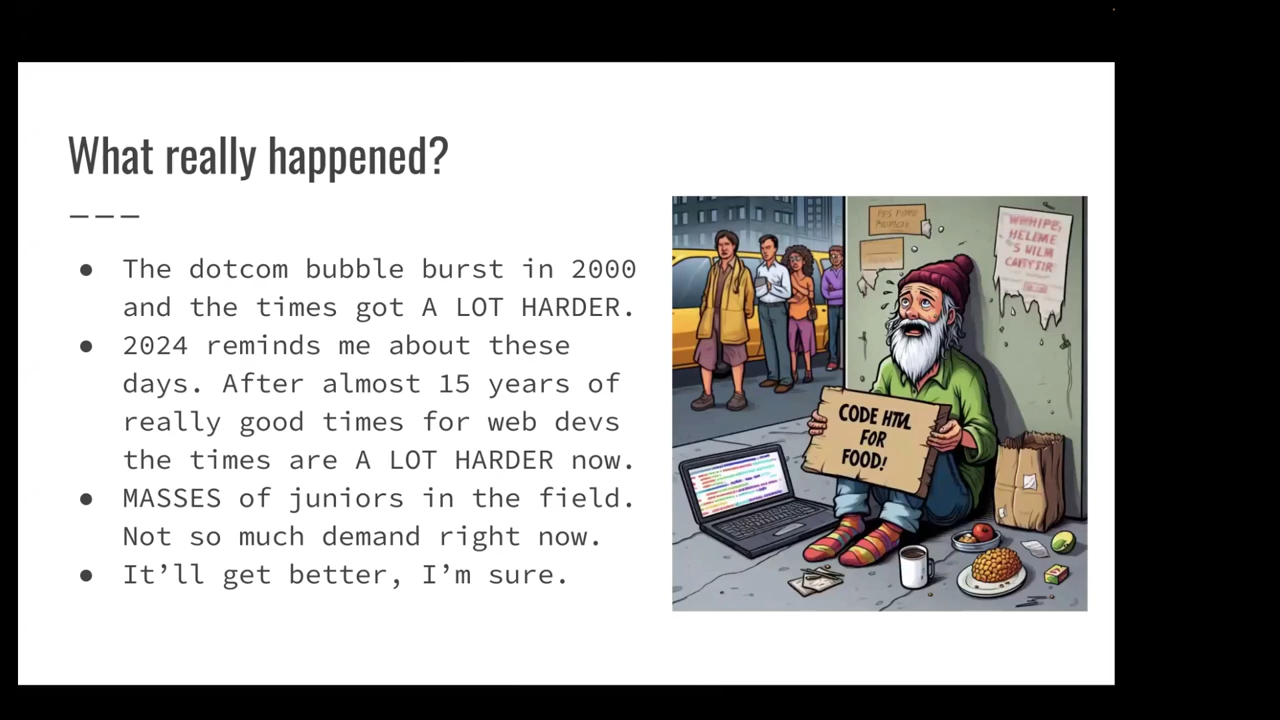 What really happened?
● The dotcom bubble burst in 2000
and the times got A LOT HARDER.
● 2024 reminds me about these
days. After almost 15 years of
really good times for web devs
the times are A LOT HARDER now.
● MASSES of juniors in the field.
Not so much demand right now.
● It’ll get better, I’m sure.
CODE HTML
FOR
FOOD!